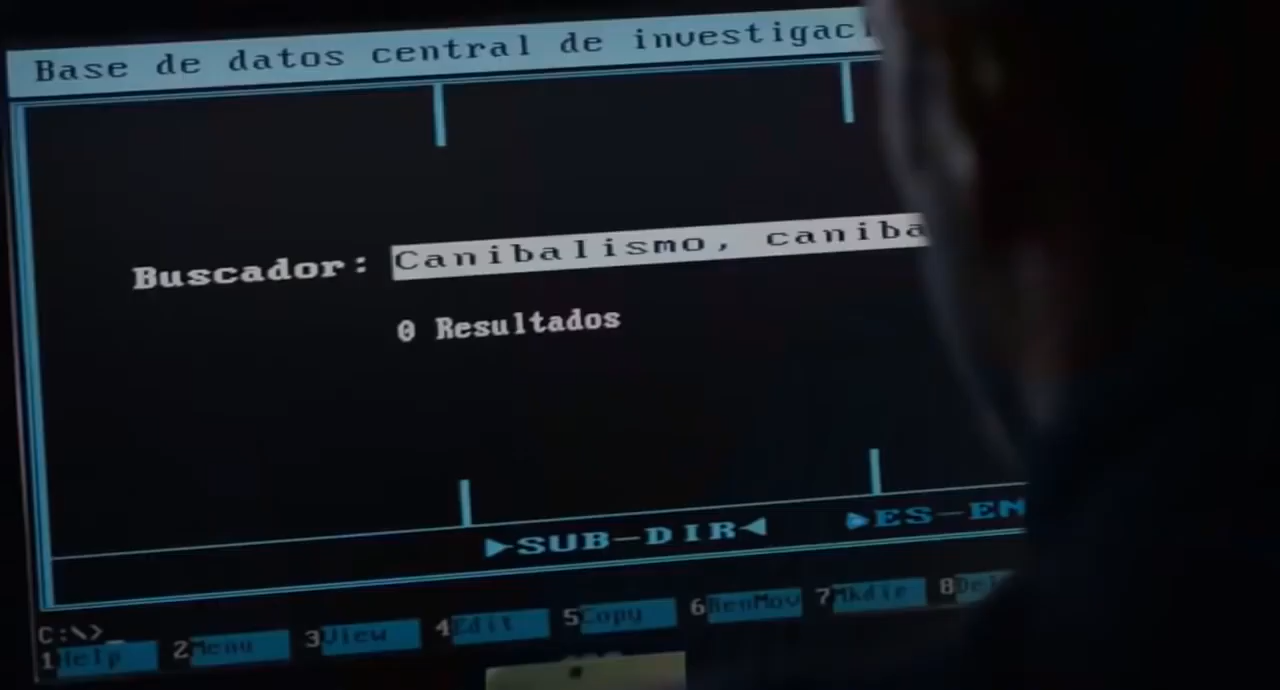 Base de datos central de investigac
Buscador: Canibalismo, caniba
0 Resultados
►SUB-DIR◄ ►ES-EN
C:\>_
1Help 2Menu 3View 4Edit 5Copy 6RenMov 7Mkdir 8Del